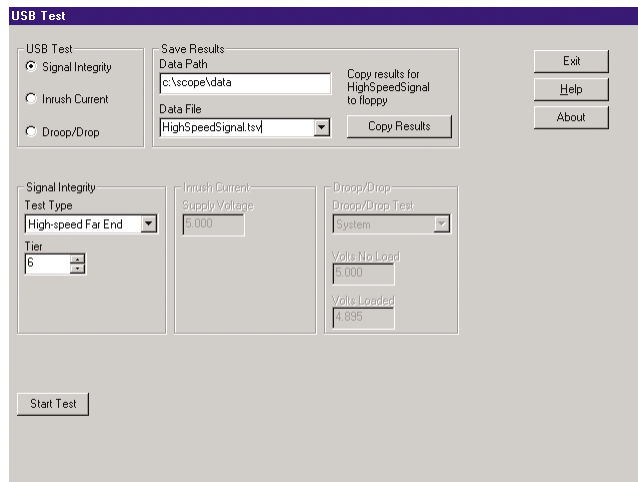 USB Test
USB Test
Signal Integrity
Inrush Current
Droop/Drop
Save Results
Data Path
c:\scope\data
Data File
HighSpeedSignal.tsv
Copy results for
HighSpeedSignal
to floppy
Copy Results
Exit
Help
About
Signal Integrity
Test Type
High-speed Far End
Tier
6
Inrush Current
Supply Voltage
5.000
Droop/Drop
Droop/Drop Test
System
Volts No Load
5.000
Volts Loaded
4.895
Start Test